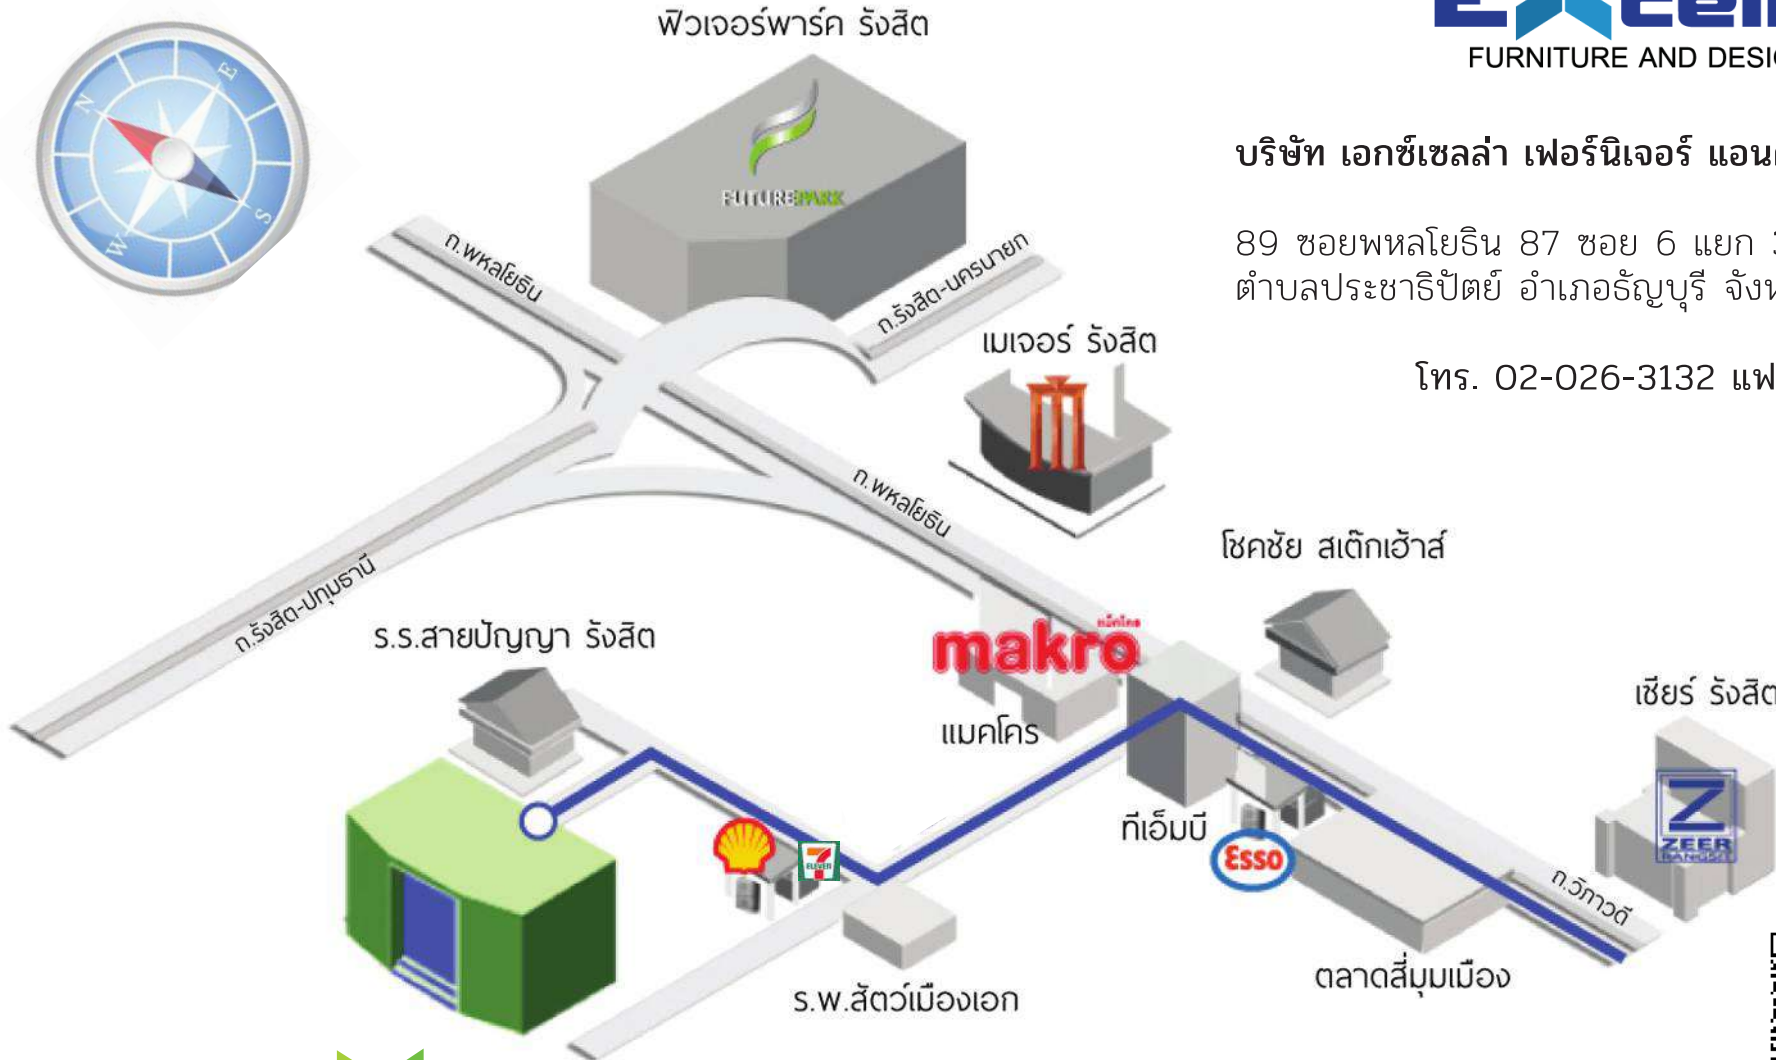 ฟิวเจอร์พาร์ค รังสิต
FURNITURE AND
N
E
S
W
FUTUREPARK
บริษัท เอกซ์เซลล่า เฟอร์นิเจอร์
89 ซอยพหลโยธิน 87 ซอย 6 แยก
ตำบลประชาธิปัตย์ อำเภอธัญบุรี
โทร. 02-026-3132
ถ.พหลโยธิน
ถ.รังสิต-นครนายก
เมเจอร์ รังสิต
ถ.พหลโยธิน
โชคชัย สเต๊กเฮ้าส์
ถ.รังสิต-ปทุมธานี
ร.ร.สายปัญญา รังสิต
แม็คโคร
makro
แมคโคร
เซียร์ รังสิต
ทีเอ็มบี
Esso
ZEER
RANGSIT
7
ELEVEN
ถ.วิภาวดี
ร.พ.สัตว์เมืองเอก
ตลาดสี่มุมเมือง